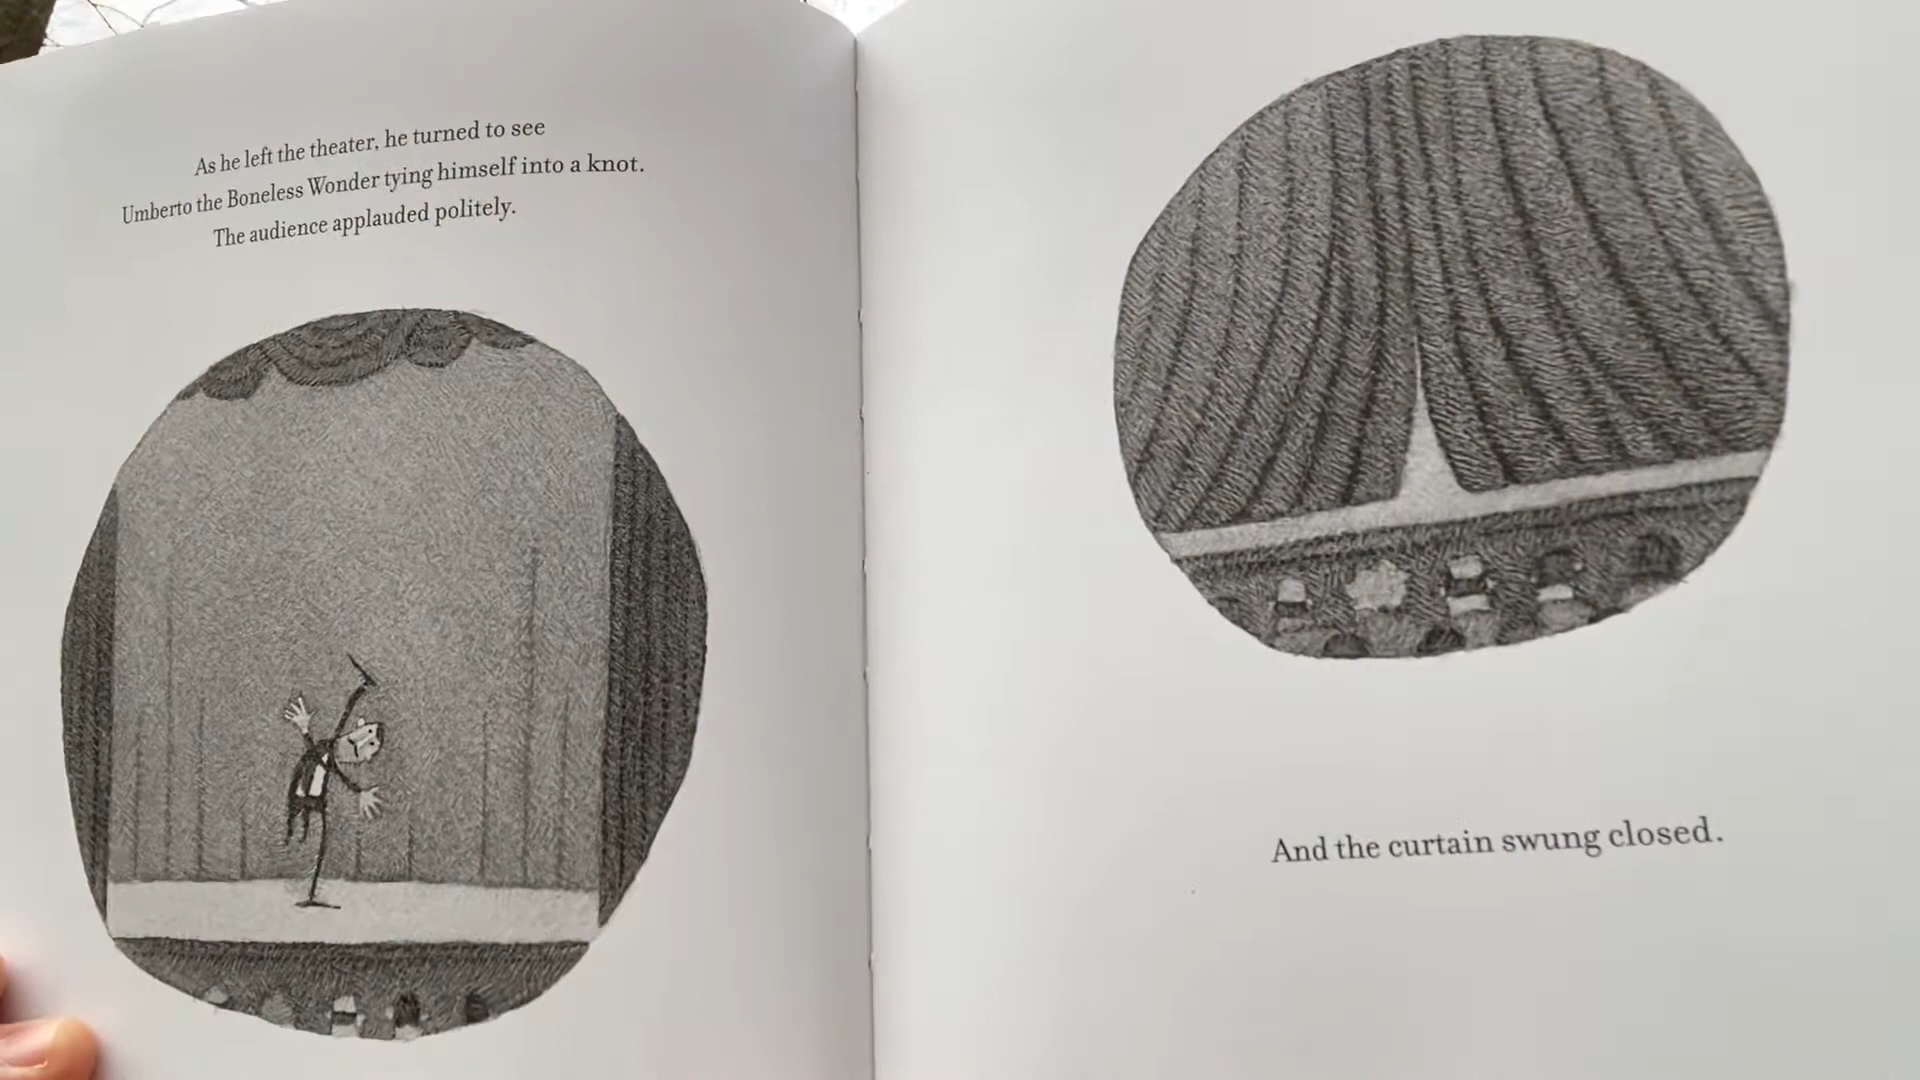 As he left the theater, he turned to see
Umberto the Boneless Wonder tying himself into a knot.
The audience applauded politely.
And the curtain swung closed.